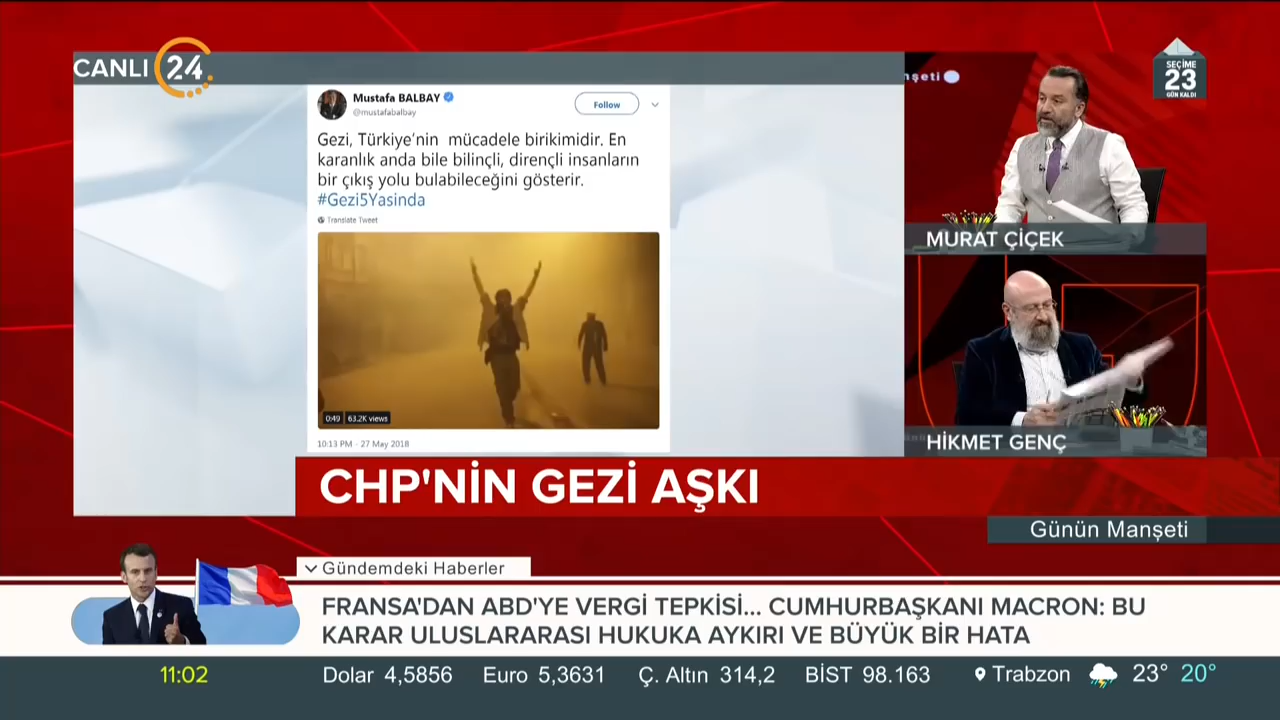 CANLI 24
Mustafa BALBAY
@mustafabalbay
Follow
Gezi, Türkiye'nin mücadele birikimidir. En
karanlık anda bile bilinçli, dirençli insanların
bir çıkış yolu bulabileceğini gösterir.
#Gezi5Yasinda
Translate Tweet
0:49 63.2K views
10:13 PM - 27 May 2018
nşeti
SEÇİME
23
GÜN KALDI
MURAT ÇİÇEK
HİKMET GENÇ
CHP'NİN GEZİ AŞKI
Günün Manşeti
Gündemdeki Haberler
FRANSA'DAN ABD'YE VERGİ TEPKİSİ... CUMHURBAŞKANI MACRON: BU
KARAR ULUSLARARASI HUKUKA AYKIRI VE BÜYÜK BİR HATA
11:02 Dolar 4,5856 Euro 5,3631 Ç. Altın 314,2 BİST 98.163 Trabzon 23° 20°